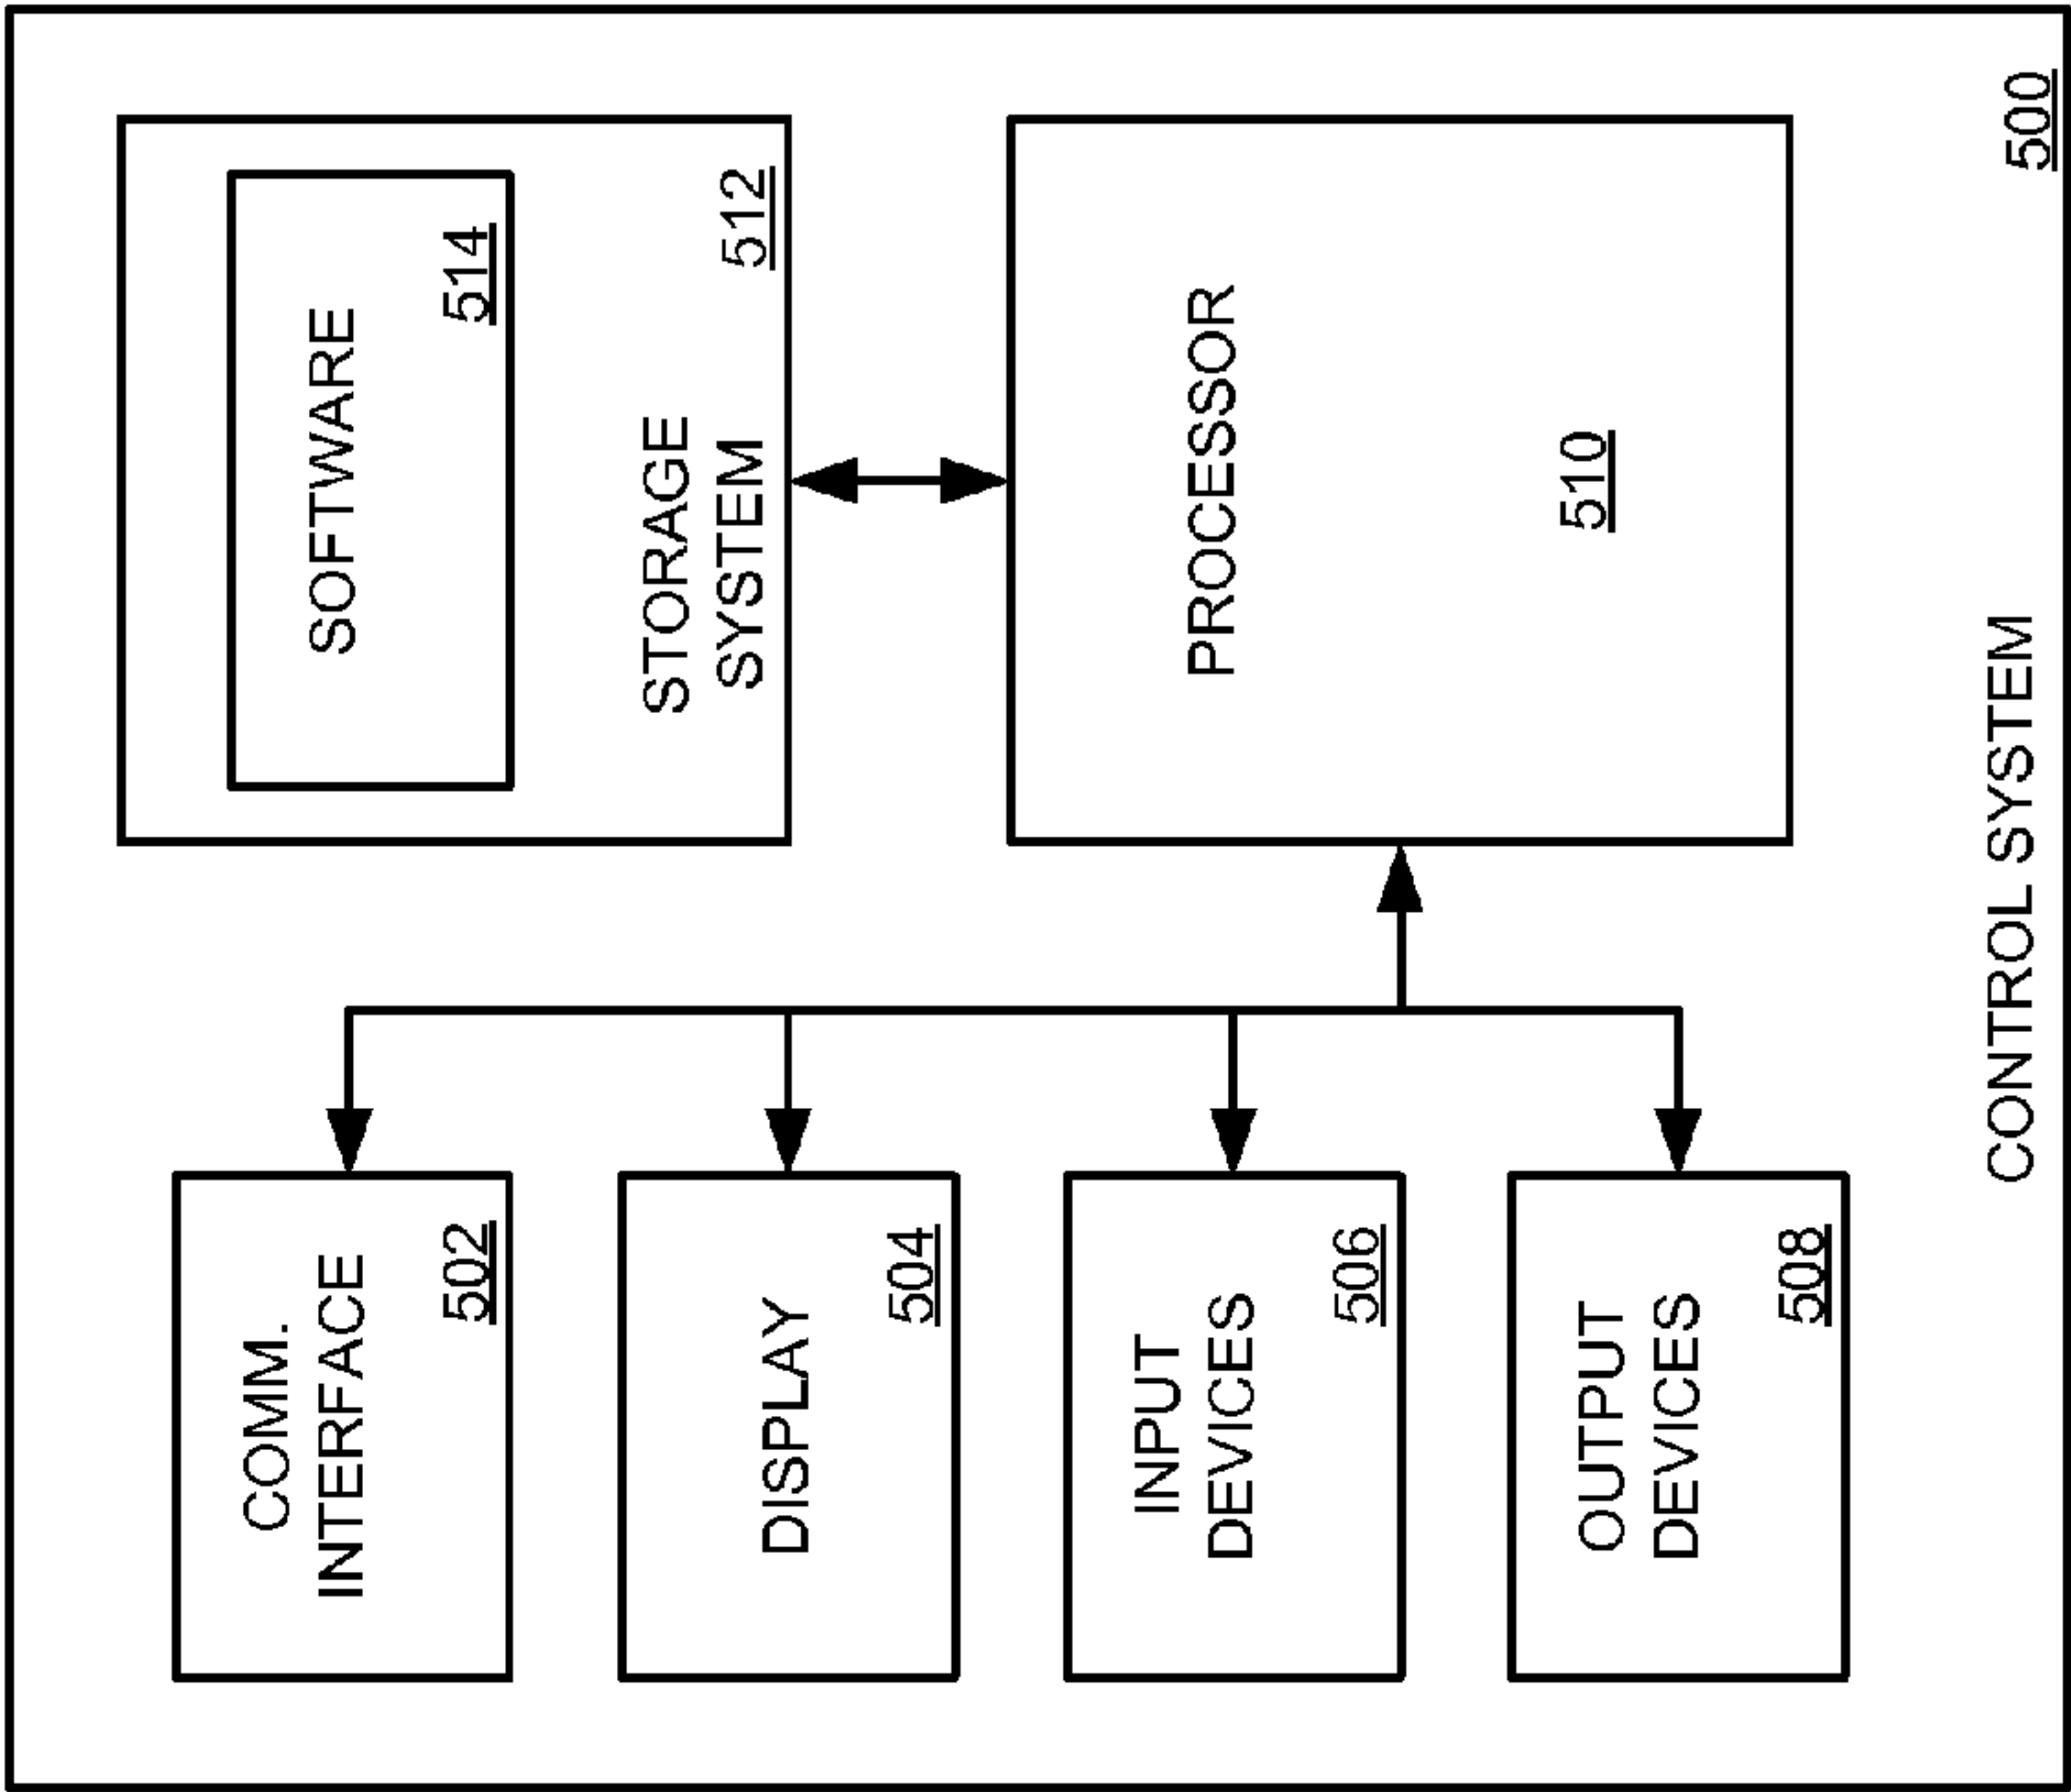 COMM.
INTERFACE
502
DISPLAY
504
INPUT
DEVICES
506
OUTPUT
DEVICES
508
SOFTWARE
514
STORAGE
SYSTEM
512
PROCESSOR
510
CONTROL SYSTEM
500